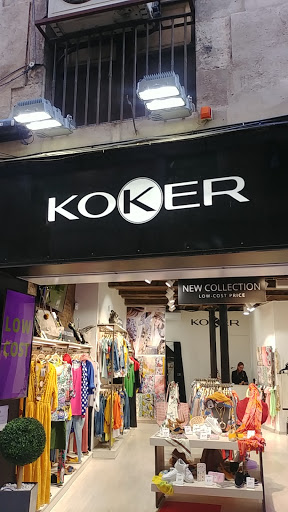 KOKER
NEW COLLECTION
LOW-COST PRICE
KOKER
LOW
COST